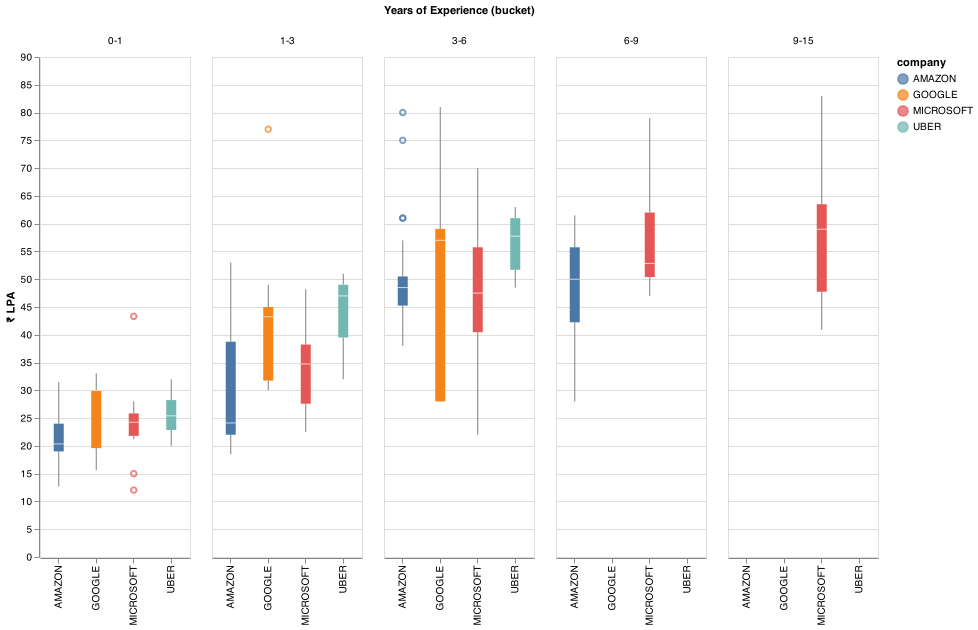 Years of Experience (bucket)
0-1 1-3 3-6 6-9 9-15
₹ LPA
90
85
80
75
70
65
60
55
50
45
40
35
30
25
20
15
10
5
0
AMAZON GOOGLE MICROSOFT UBER AMAZON GOOGLE MICROSOFT UBER AMAZON GOOGLE MICROSOFT UBER AMAZON GOOGLE MICROSOFT UBER AMAZON GOOGLE MICROSOFT UBER
company
AMAZON
GOOGLE
MICROSOFT
UBER